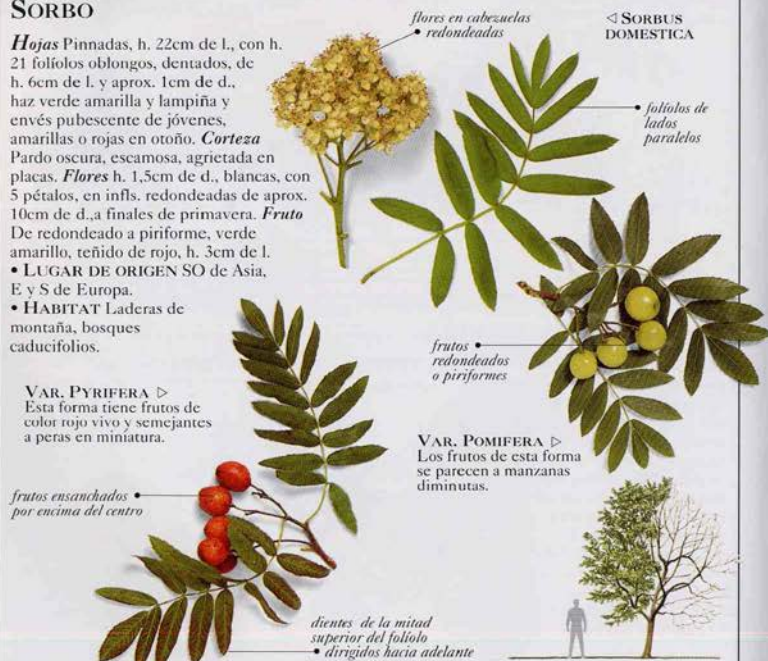 SORBO
Hojas Pinnadas, h. 22cm de l., con h.
21 folíolos oblongos, dentados, de
h. 6cm de l. y aprox. 1cm de d.,
haz verde amarilla y lampiña y
envés pubescente de jóvenes,
amarillas o rojas en otoño. Corteza
Pardo oscura, escamosa, agrietada en
placas. Flores h. 1,5cm de d., blancas, con
5 pétalos, en infls. redondeadas de aprox.
10cm de d.,a finales de primavera. Fruto
De redondeado a piriforme, verde
amarillo, teñido de rojo, h. 3cm de l.
• LUGAR DE ORIGEN SO de Asia,
E y S de Europa.
• HABITAT Laderas de
montaña, bosques
caducifolios.
flores en cabezuelas
redondeadas
◁ SORBUS
DOMESTICA
folíolos de
lados
paralelos
frutos
redondeados
o piriformes
VAR. PYRIFERA ▷
Esta forma tiene frutos de
color rojo vivo y semejantes
a peras en miniatura.
VAR. POMIFERA ▷
Los frutos de esta forma
se parecen a manzanas
diminutas.
frutos ensanchados
por encima del centro
dientes de la mitad
superior del folíolo
dirigidos hacia adelante